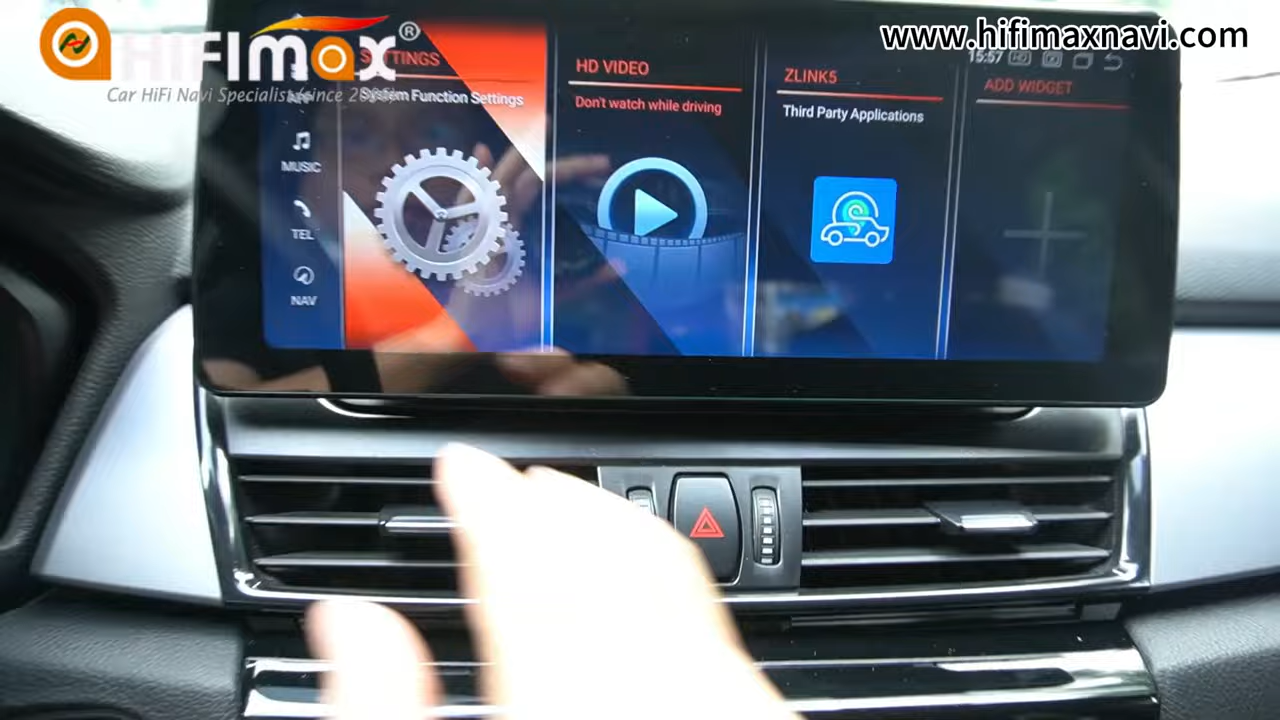 HiFiMax®
Car HiFi Navi Specialist since
www.hifimaxnavi.com
15:57
SETTINGS
System Function Settings
HD VIDEO
Don't watch while driving
ZLINK5
Third Party Applications
ADD WIDGET
MUSIC
TEL
NAV